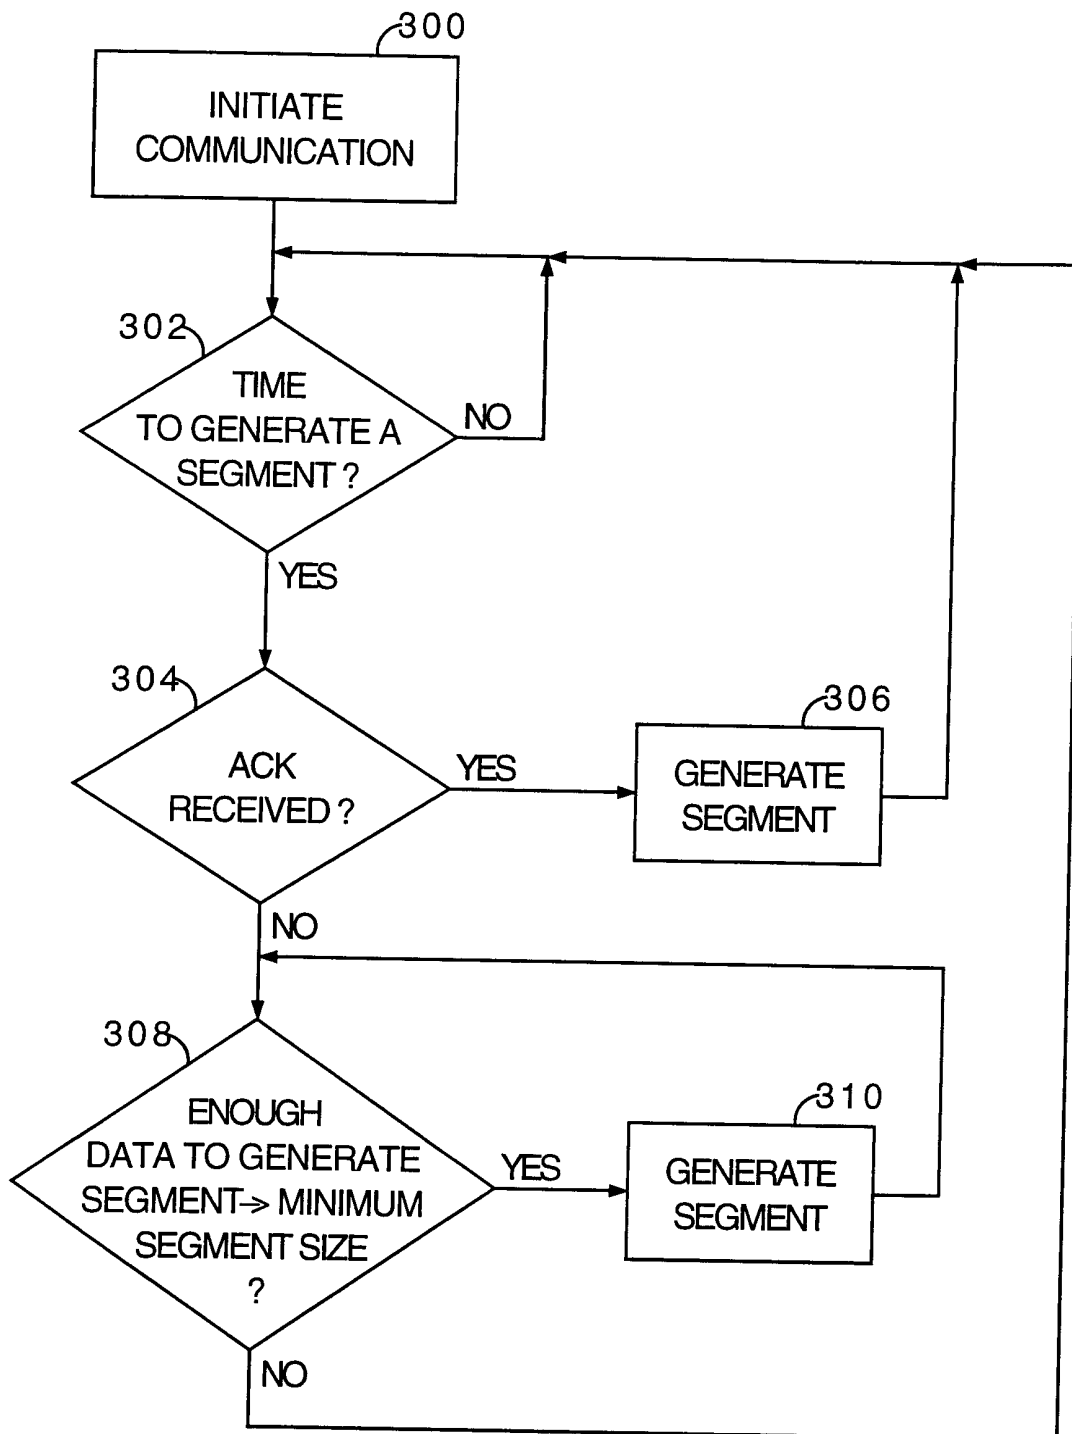 300
INITIATE
COMMUNICATION
302
TIME
TO GENERATE A
SEGMENT ?
NO
YES
304
ACK
RECEIVED ?
YES
306
GENERATE
SEGMENT
NO
308
ENOUGH
DATA TO GENERATE
SEGMENT-> MINIMUM
SEGMENT SIZE
?
YES
310
GENERATE
SEGMENT
NO